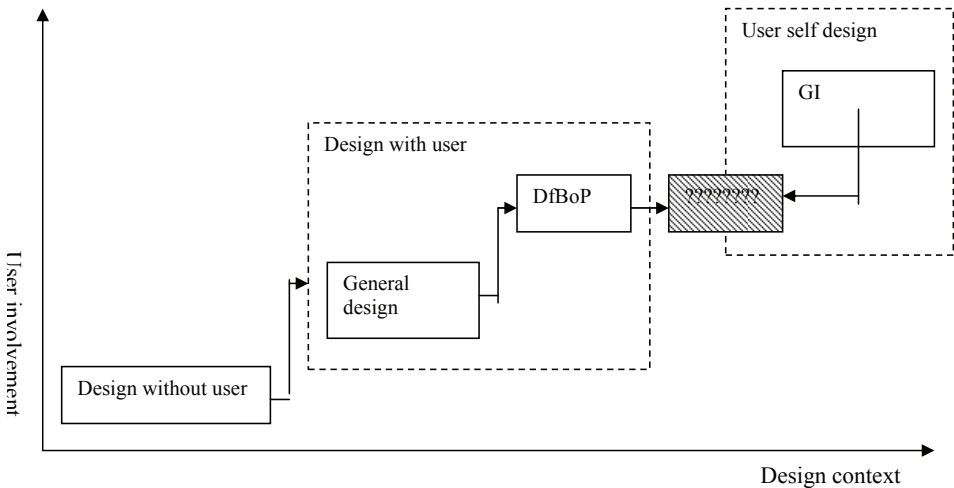 User self design
GI
Design with user
DfBoP
????????
General
design
Design without user
User involvement
Design context